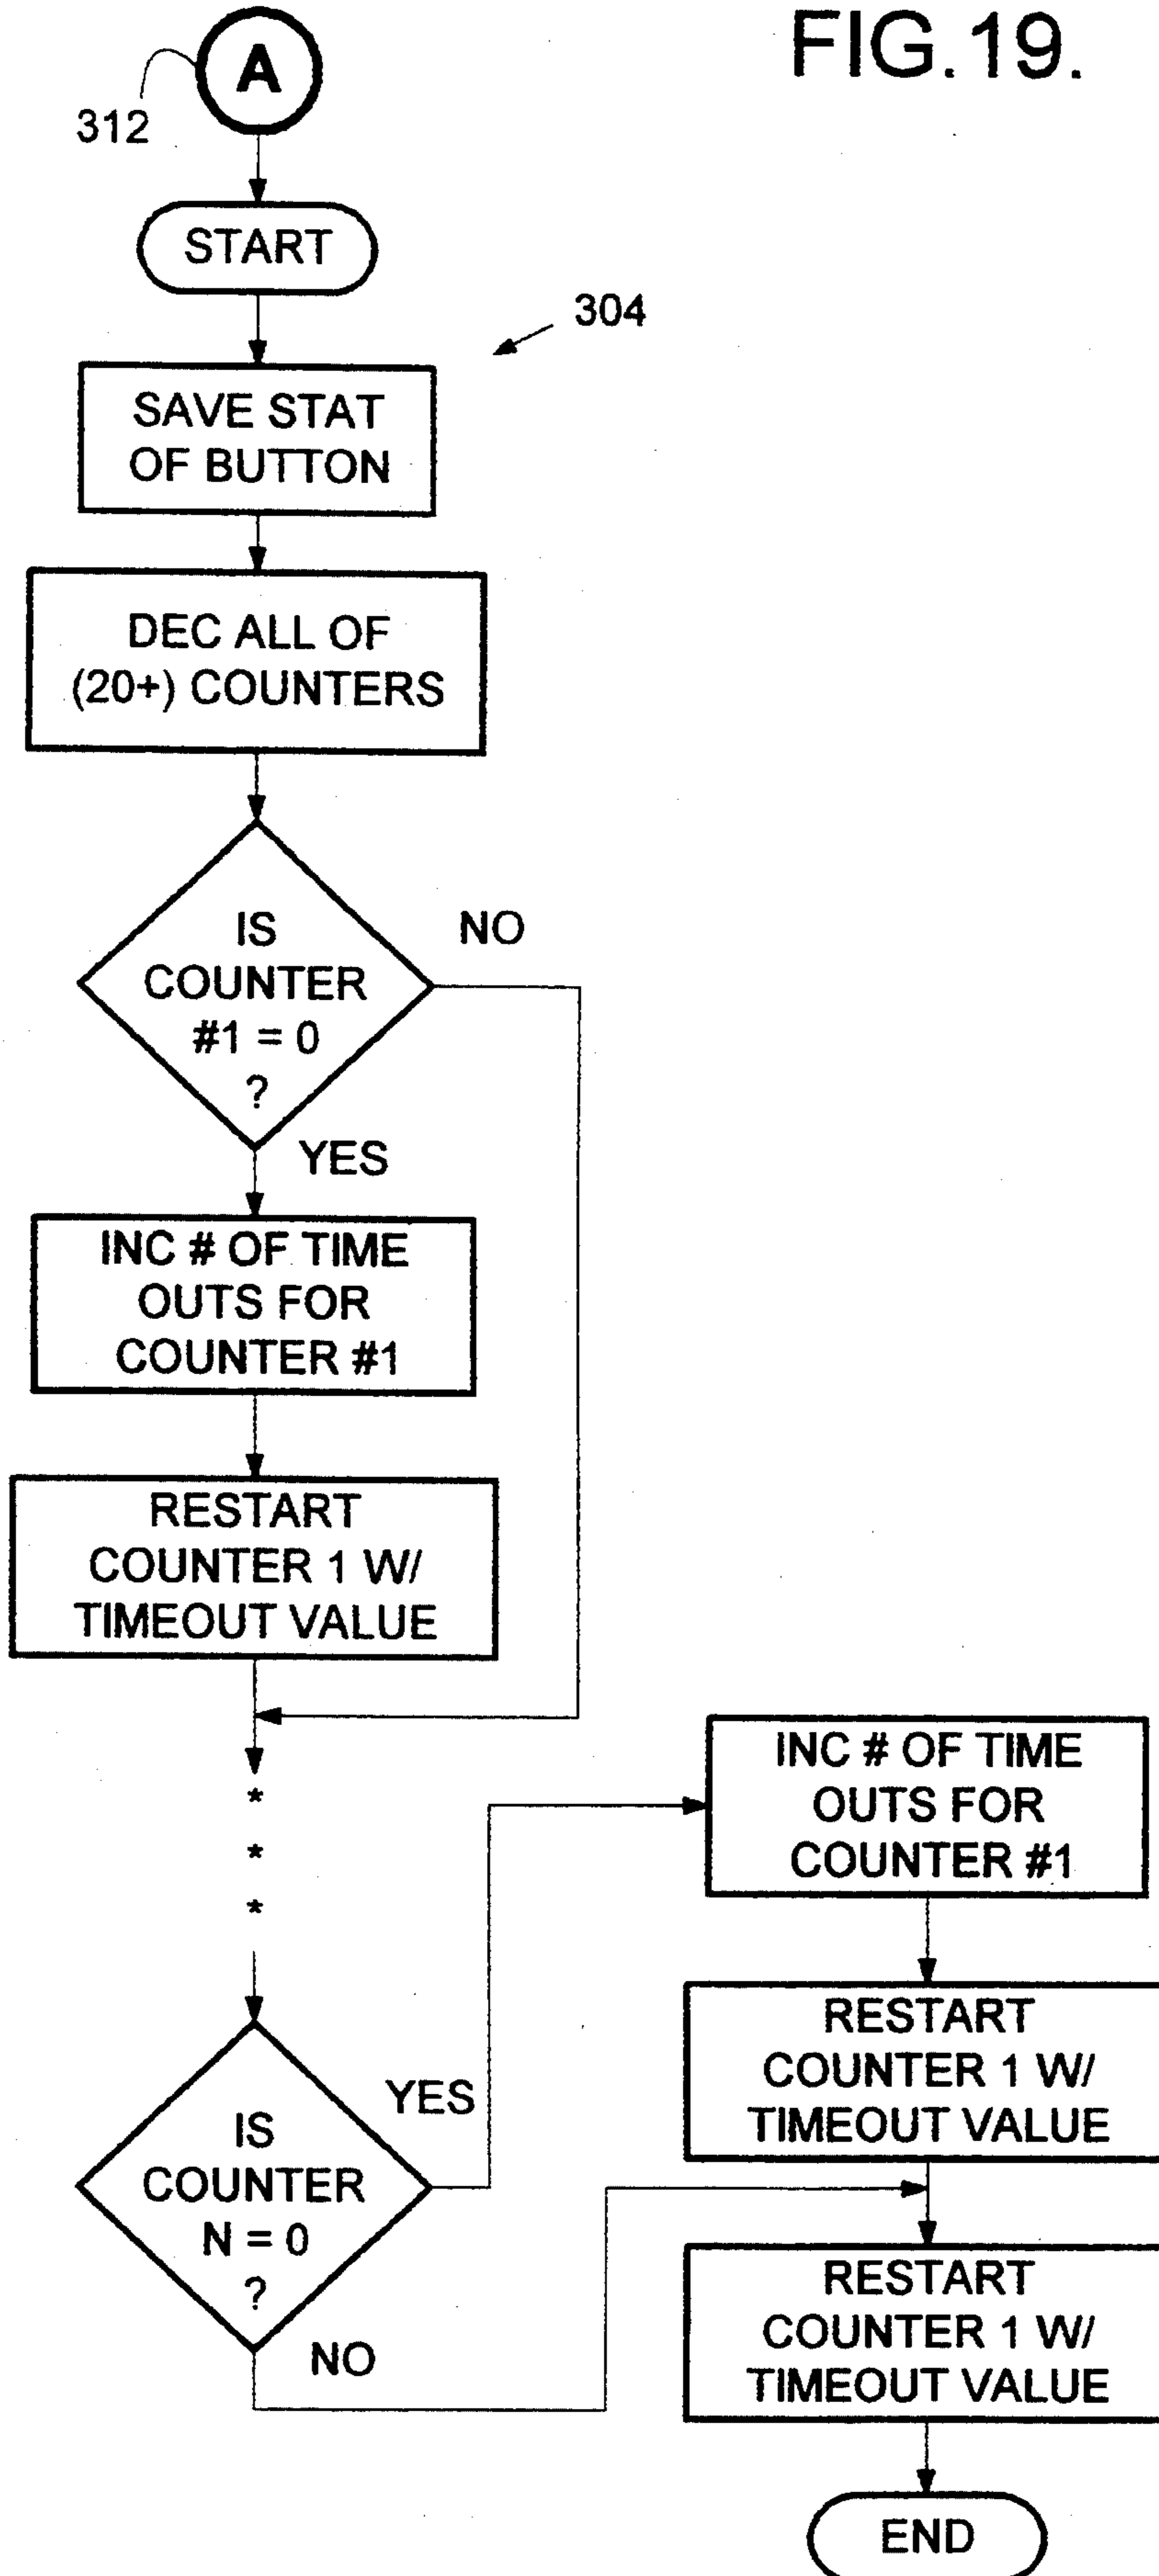 FIG.19.
A
312
START
304
SAVE STAT
OF BUTTON
DEC ALL OF
(20+) COUNTERS
IS
COUNTER
#1 = 0
?
NO
YES
INC # OF TIME
OUTS FOR
COUNTER #1
RESTART
COUNTER 1 W/
TIMEOUT VALUE
*
*
*
IS
COUNTER
N = 0
?
YES
NO
INC # OF TIME
OUTS FOR
COUNTER #1
RESTART
COUNTER 1 W/
TIMEOUT VALUE
RESTART
COUNTER 1 W/
TIMEOUT VALUE
END